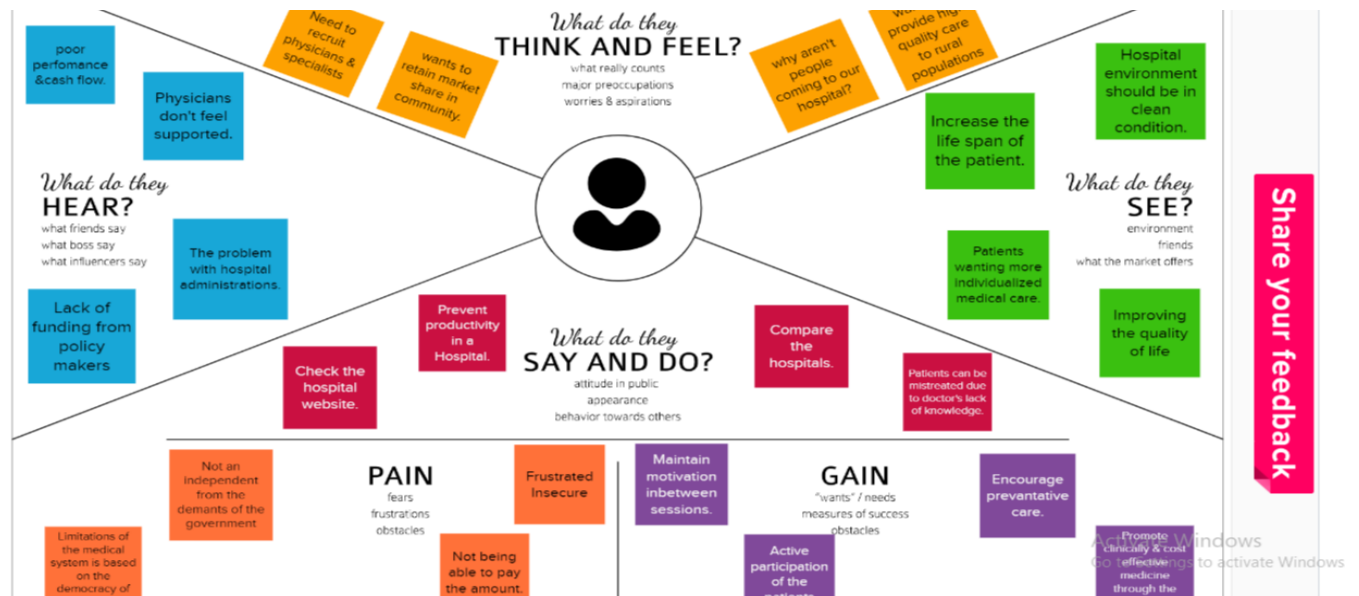 What do they
THINK AND FEEL?
what really counts
major preoccupations
worries & aspirations
Need to
recruit
physicians &
specialists
wants to
retain market
share in
community.
why aren't
people
coming to our
hospital?
provide high
quality care
to rural
populations
poor
perfomance
&cash flow.
Physicians
don't feel
supported.
What do they
HEAR?
what friends say
what boss say
what influencers say
The problem
with hospital
administrations.
Lack of
funding from
policy
makers
Hospital
environment
should be in
clean
condition.
Increase the
life span of
the patient.
What do they
SEE?
environment
friends
what the market offers
Patients
wanting more
individualized
medical care.
Improving
the quality
of life
Prevent
productivity
in a
Hospital.
Check the
hospital
website.
What do they
SAY AND DO?
attitude in public
appearance
behavior towards others
Compare
the
hospitals.
Patients can be
mistreated due
to doctor's lack
of knowledge.
PAIN
fears
frustrations
obstacles
Not an
independent
from the
demants of the
government
Frustrated
Insecure
Limitations of
the medical
system is based
on the
democracy of
Not being
able to pay
the amount.
GAIN
"wants" / needs
measures of success
obstacles
Maintain
motivation
inbetween
sessions.
Encourage
prevantative
care.
Active
participation
of the
patients
Promote
clinically & cost
effective
medicine
through the
Share your feedback
Activate Windows
Go to Settings to activate Windows